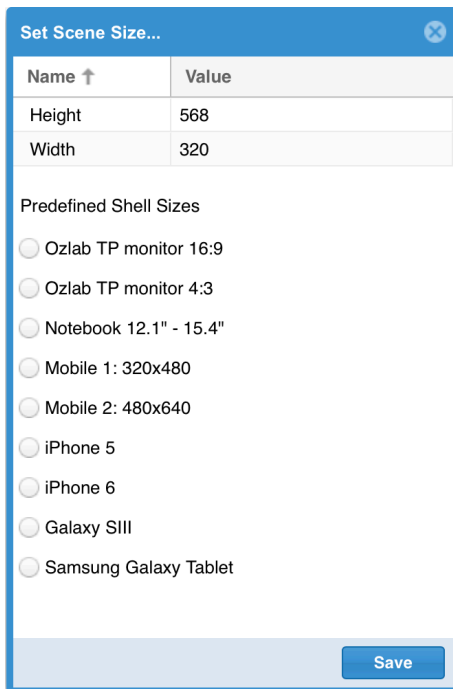 Set Scene Size...
Name Value
Height 568
Width 320
Predefined Shell Sizes
Ozlab TP monitor 16:9
Ozlab TP monitor 4:3
Notebook 12.1" - 15.4"
Mobile 1: 320x480
Mobile 2: 480x640
iPhone 5
iPhone 6
Galaxy SIII
Samsung Galaxy Tablet
Save